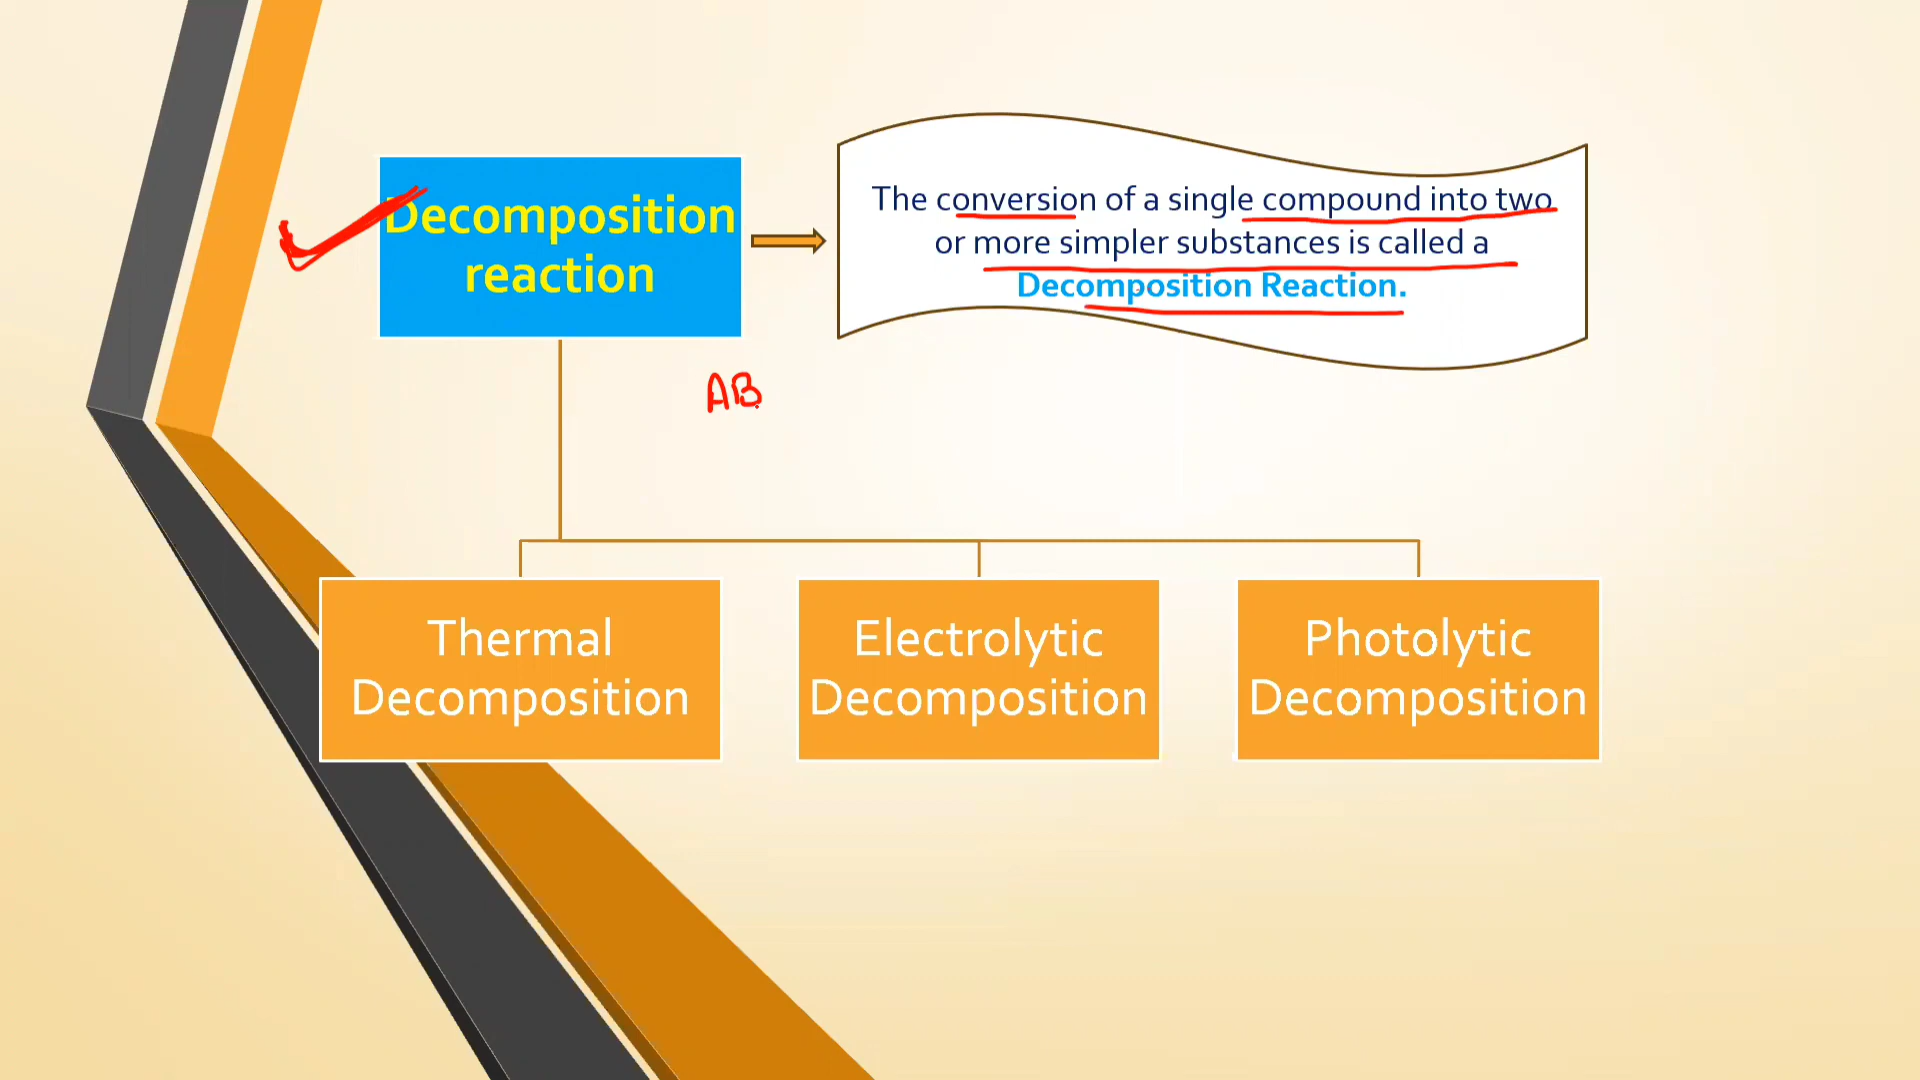 Decomposition
reaction
The conversion of a single compound into two
or more simpler substances is called a
Decomposition Reaction.
AB
Thermal
Decomposition
Electrolytic
Decomposition
Photolytic
Decomposition